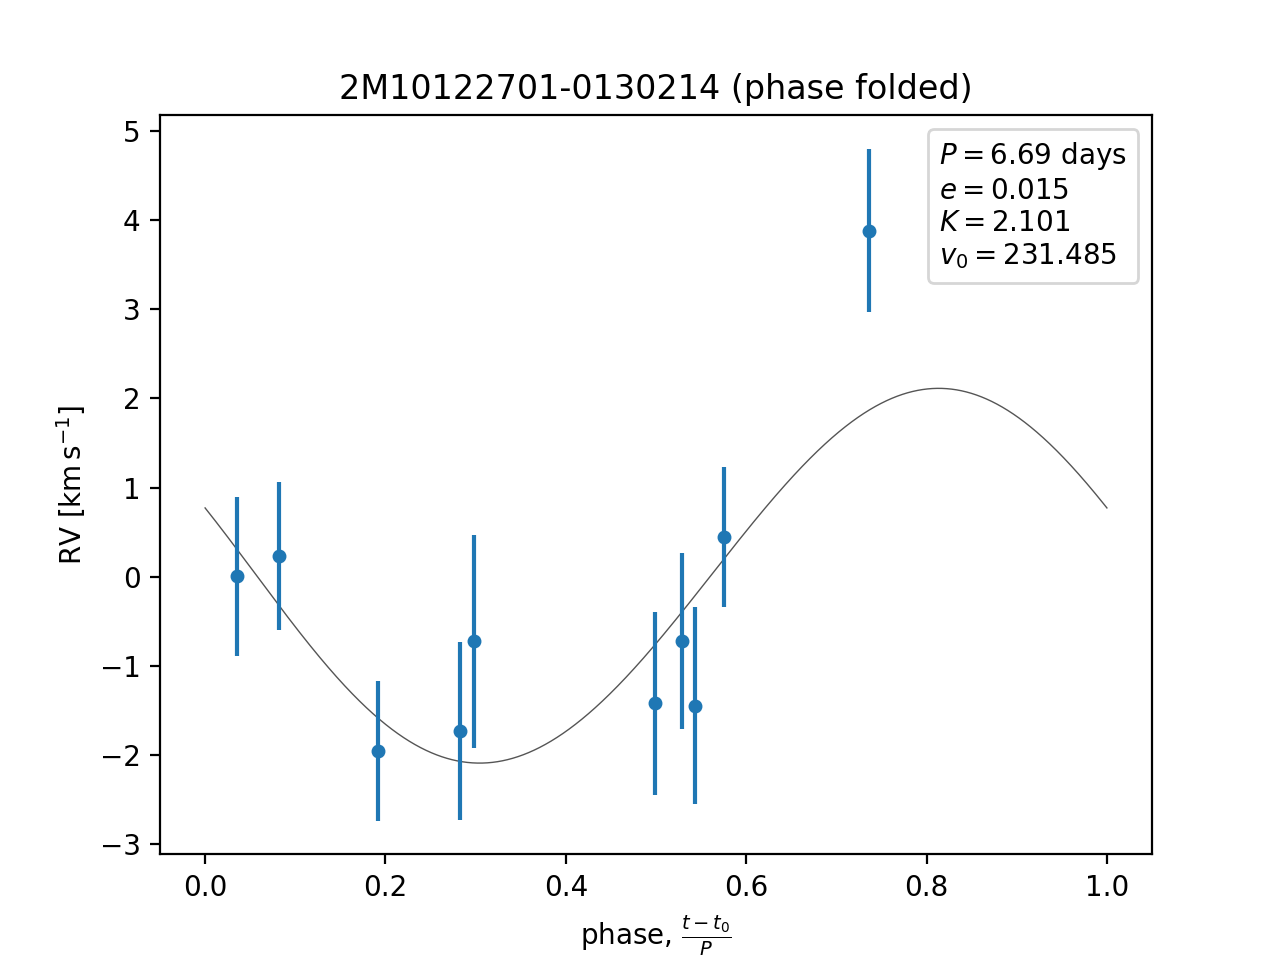 2M10122701-0130214 (phase folded)
P = 6.69 days
e = 0.015
K = 2.101
v₀ = 231.485
5
4
3
2
1
0
−1
−2
−3
RV [km s⁻¹]
0.0 0.2 0.4 0.6 0.8 1.0
phase, (t − t₀)/P